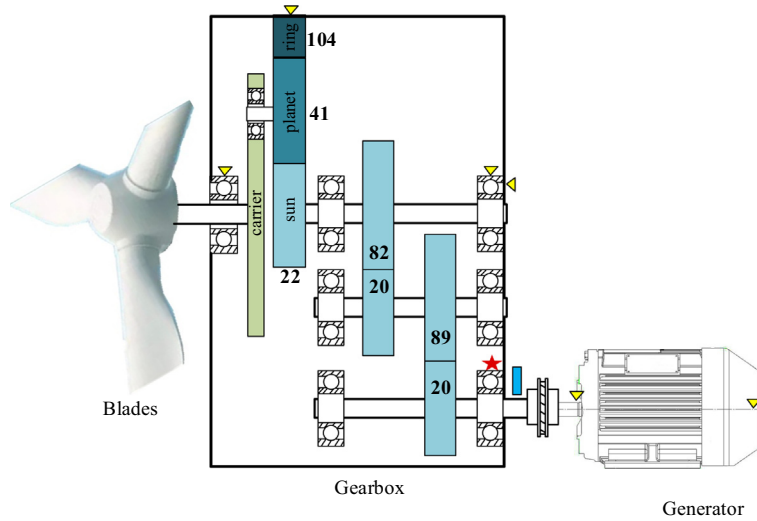 ring
104
planet
41
carrier
sun
22
82
20
89
20
Blades
Gearbox
Generator